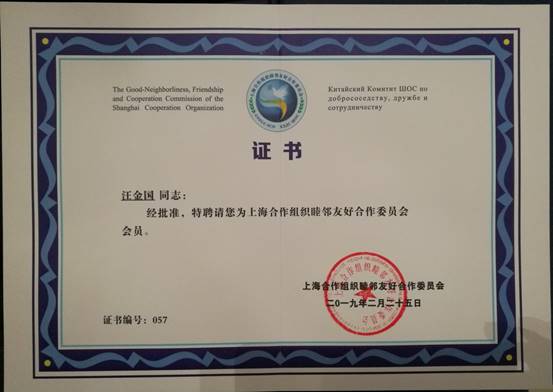 The Good-Neighborliness, Friendship
and Cooperation Commission of the
Shanghai Cooperation Organization
Китайский Комитет ШОС по
добрососедству, дружбе и
сотрудничеству
证书
汪金国 同志：
经批准，特聘请您为上海合作组织睦邻友好合作委员会
会员。
上海合作组织睦邻友好合作委员会
二〇一九年二月二十五日
证书编号：057